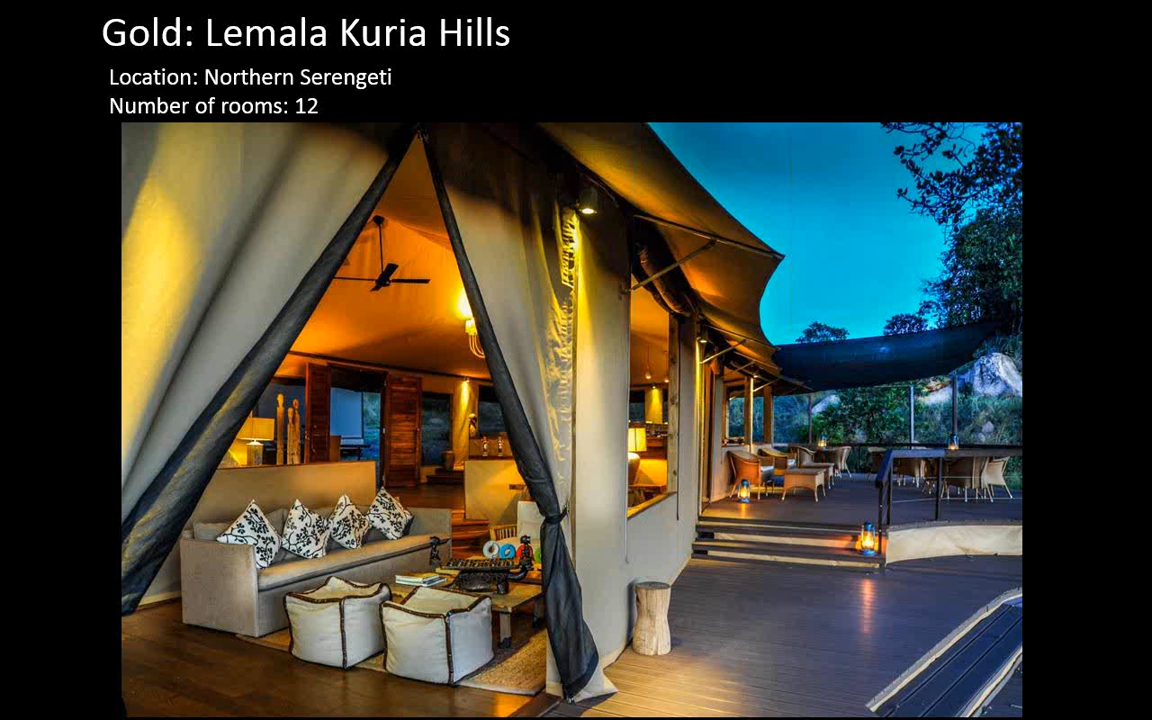 Gold: Lemala Kuria Hills
Location: Northern Serengeti
Number of rooms: 12